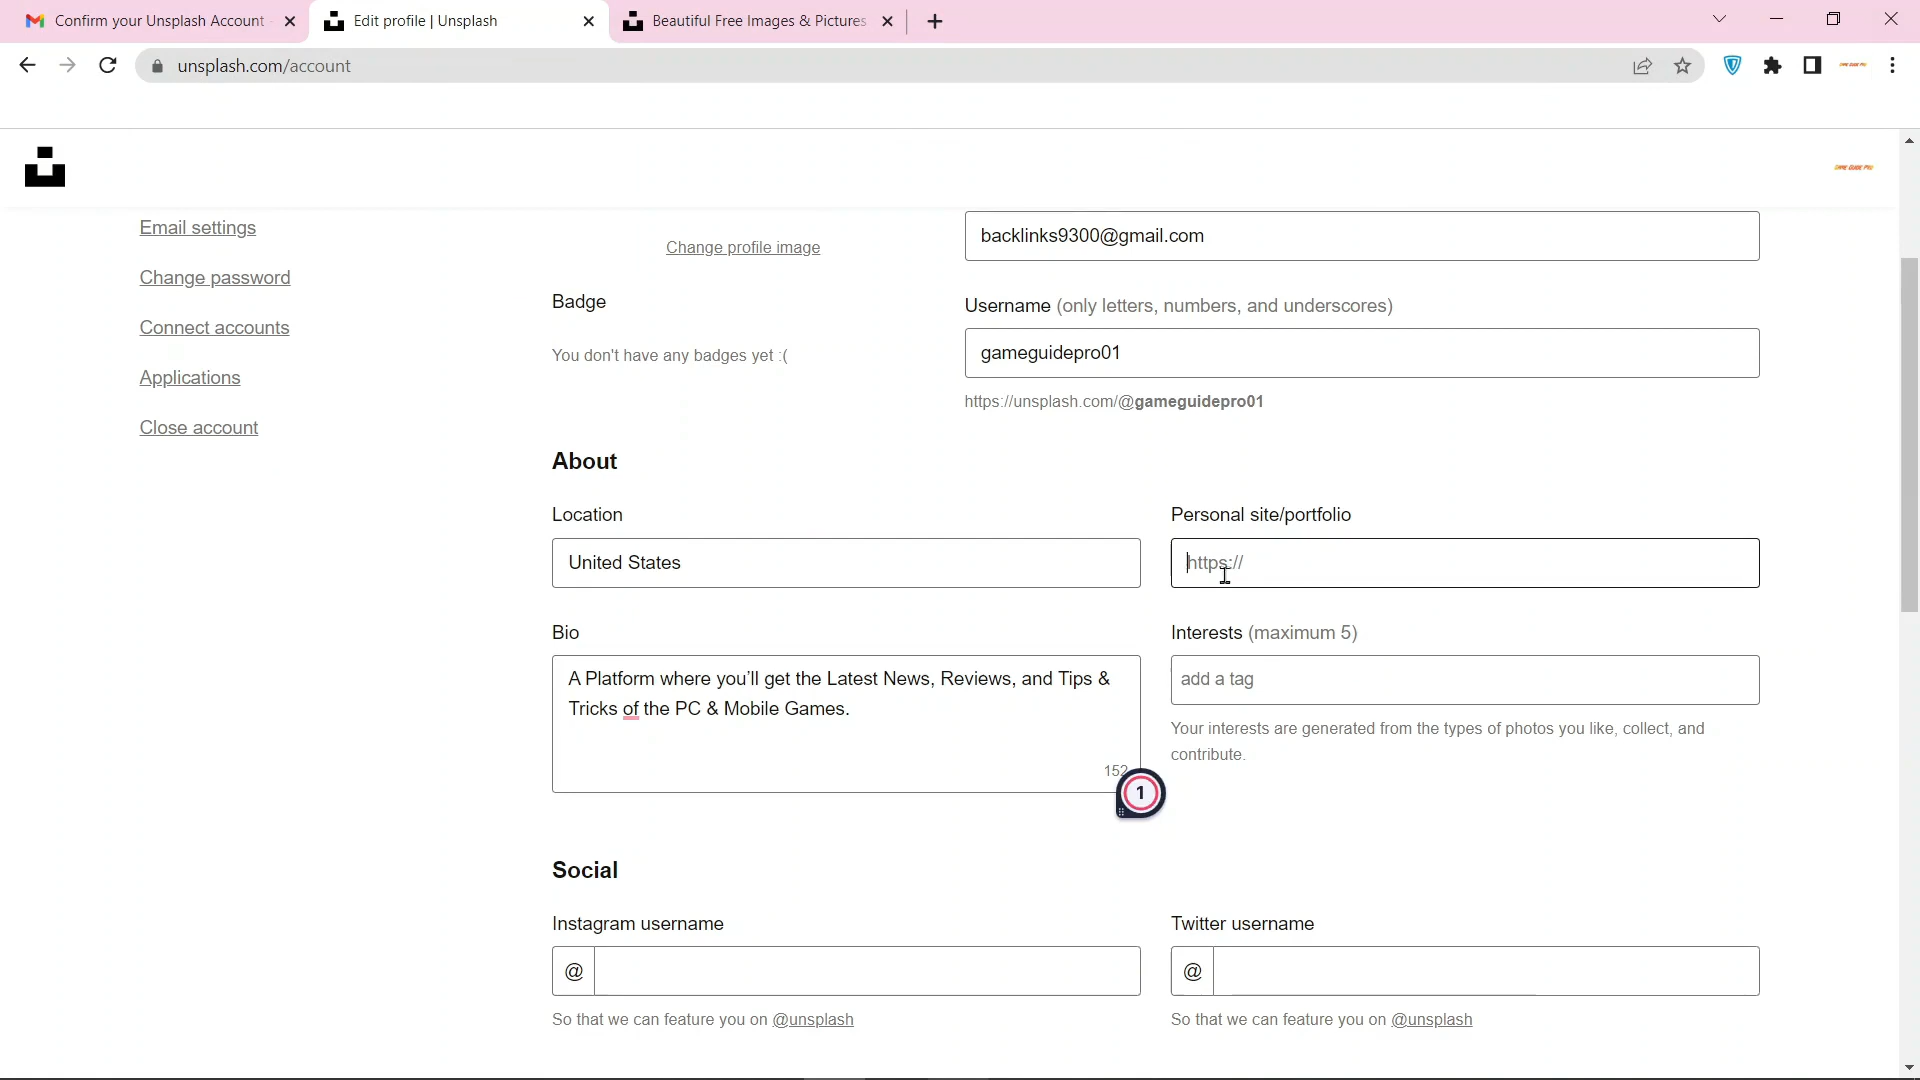 Confirm your Unsplash Account
Edit profile | Unsplash
Beautiful Free Images & Pictures
unsplash.com/account
GAME GUIDE PRO
Email settings
Change password
Connect accounts
Applications
Close account
Change profile image
backlinks9300@gmail.com
Badge
You don't have any badges yet :(
Username (only letters, numbers, and underscores)
gameguidepro01
https://unsplash.com/@gameguidepro01
About
Location
United States
Personal site/portfolio
https://
Bio
A Platform where you'll get the Latest News, Reviews, and Tips &
Tricks of the PC & Mobile Games.
152
1
Interests (maximum 5)
add a tag
Your interests are generated from the types of photos you like, collect, and
contribute.
Social
Instagram username
@
So that we can feature you on @unsplash
Twitter username
@
So that we can feature you on @unsplash